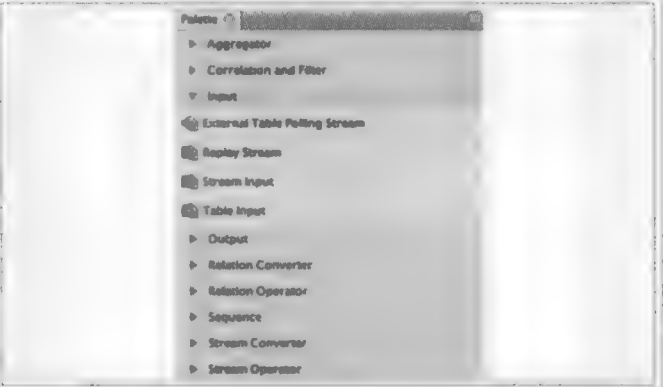 Palette
Aggregator
Correlation and Filter
Input
External Table Polling Stream
Replay Stream
Stream Input
Table Input
Output
Relation Converter
Relation Operator
Sequence
Stream Converter
Stream Operator